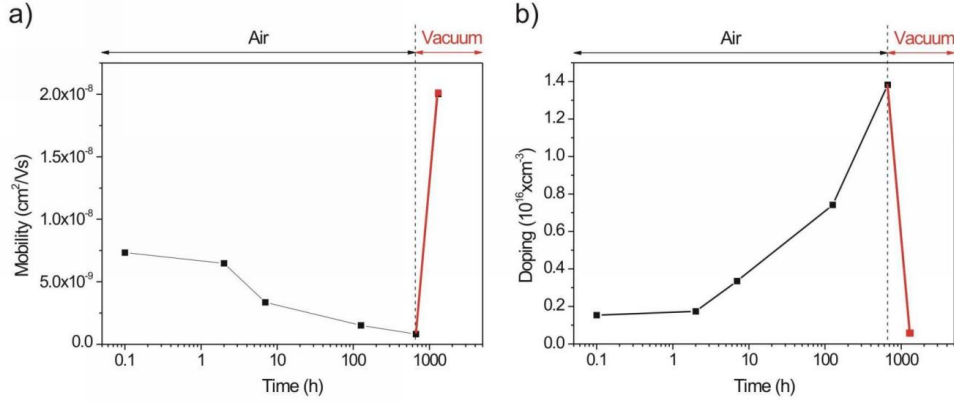 a)
Air
Vacuum
Mobility (cm²/Vs)
2.0x10⁻⁸
1.5x10⁻⁸
1.0x10⁻⁸
5.0x10⁻⁹
0.0
0.1 1 10 100 1000
Time (h)
b)
Air
Vacuum
Doping (10¹⁶xcm⁻³)
1.4
1.2
1.0
0.8
0.6
0.4
0.2
0.0
0.1 1 10 100 1000
Time (h)